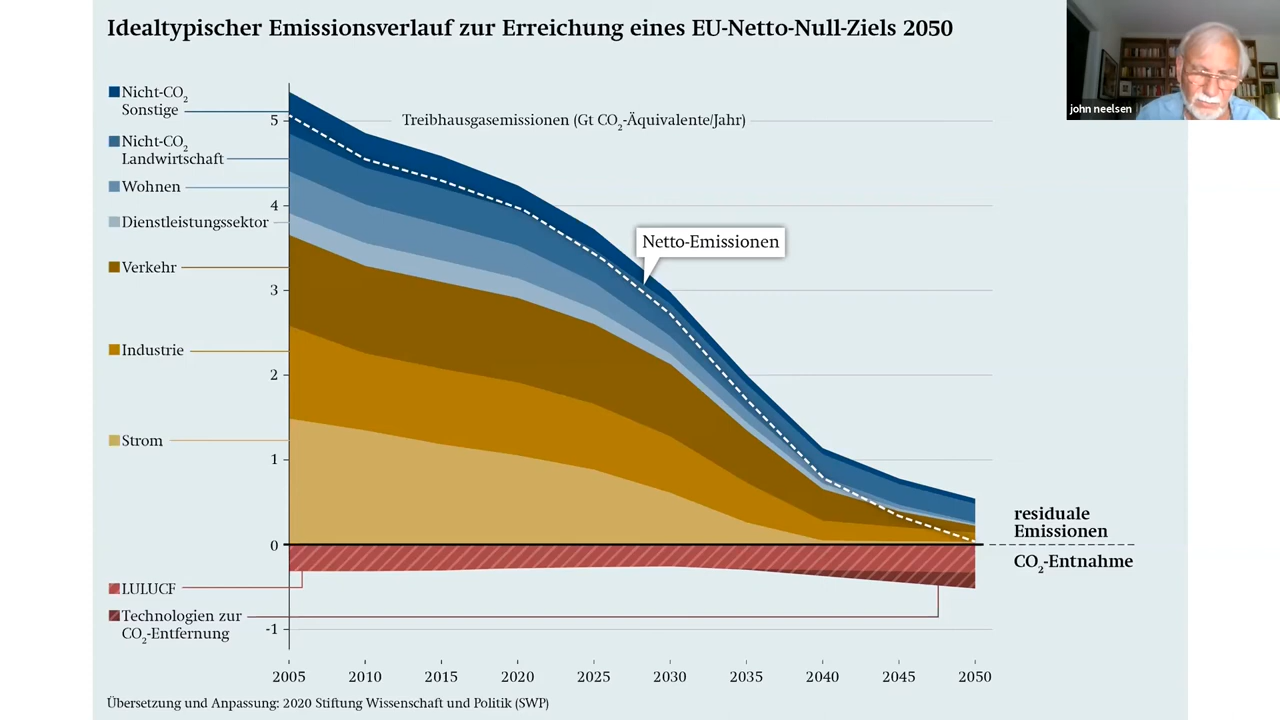 Idealtypischer Emissionsverlauf zur Erreichung eines EU-Netto-Null-Ziels 2050
john neelsen
Nicht-CO₂
Sonstige
Nicht-CO₂
Landwirtschaft
Wohnen
Dienstleistungssektor
Verkehr
Industrie
Strom
LULUCF
Technologien zur
CO₂-Entfernung
5
4
3
2
1
0
-1
Treibhausgasemissionen (Gt CO₂-Äquivalente/Jahr)
Netto-Emissionen
residuale
Emissionen
CO₂-Entnahme
2005 2010 2015 2020 2025 2030 2035 2040 2045 2050
Übersetzung und Anpassung: 2020 Stiftung Wissenschaft und Politik (SWP)